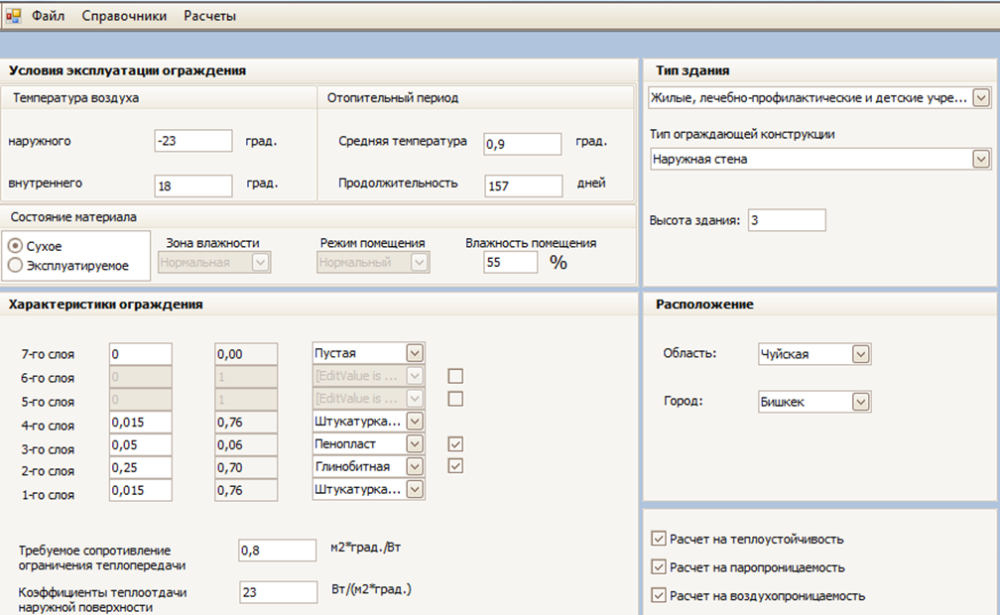 Файл Справочники Расчеты
Условия эксплуатации ограждения
Температура воздуха
Отопительный период
наружного -23 град.
Средняя температура 0,9 град.
внутреннего 18 град.
Продолжительность 157 дней
Состояние материала
Сухое
Эксплуатируемое
Зона влажности
Нормальная
Режим помещения
Нормальный
Влажность помещения
55 %
Тип здания
Жилые, лечебно-профилактические и детские учре...
Тип ограждающей конструкции
Наружная стена
Высота здания: 3
Характеристики ограждения
7-го слоя 0 0,00 Пустая
6-го слоя 0 1 [EditValue is ...
5-го слоя 0 1 [EditValue is ...
4-го слоя 0,015 0,76 Штукатурка...
3-го слоя 0,05 0,06 Пенопласт
2-го слоя 0,25 0,70 Глинобитная
1-го слоя 0,015 0,76 Штукатурка...
Требуемое сопротивление
ограничения теплопередачи
0,8 м2*град./Вт
Коэффициенты теплоотдачи
наружной поверхности
23 Вт/(м2*град.)
Расположение
Область: Чуйская
Город: Бишкек
Расчет на теплоустойчивость
Расчет на паропроницаемость
Расчет на воздухопроницаемость